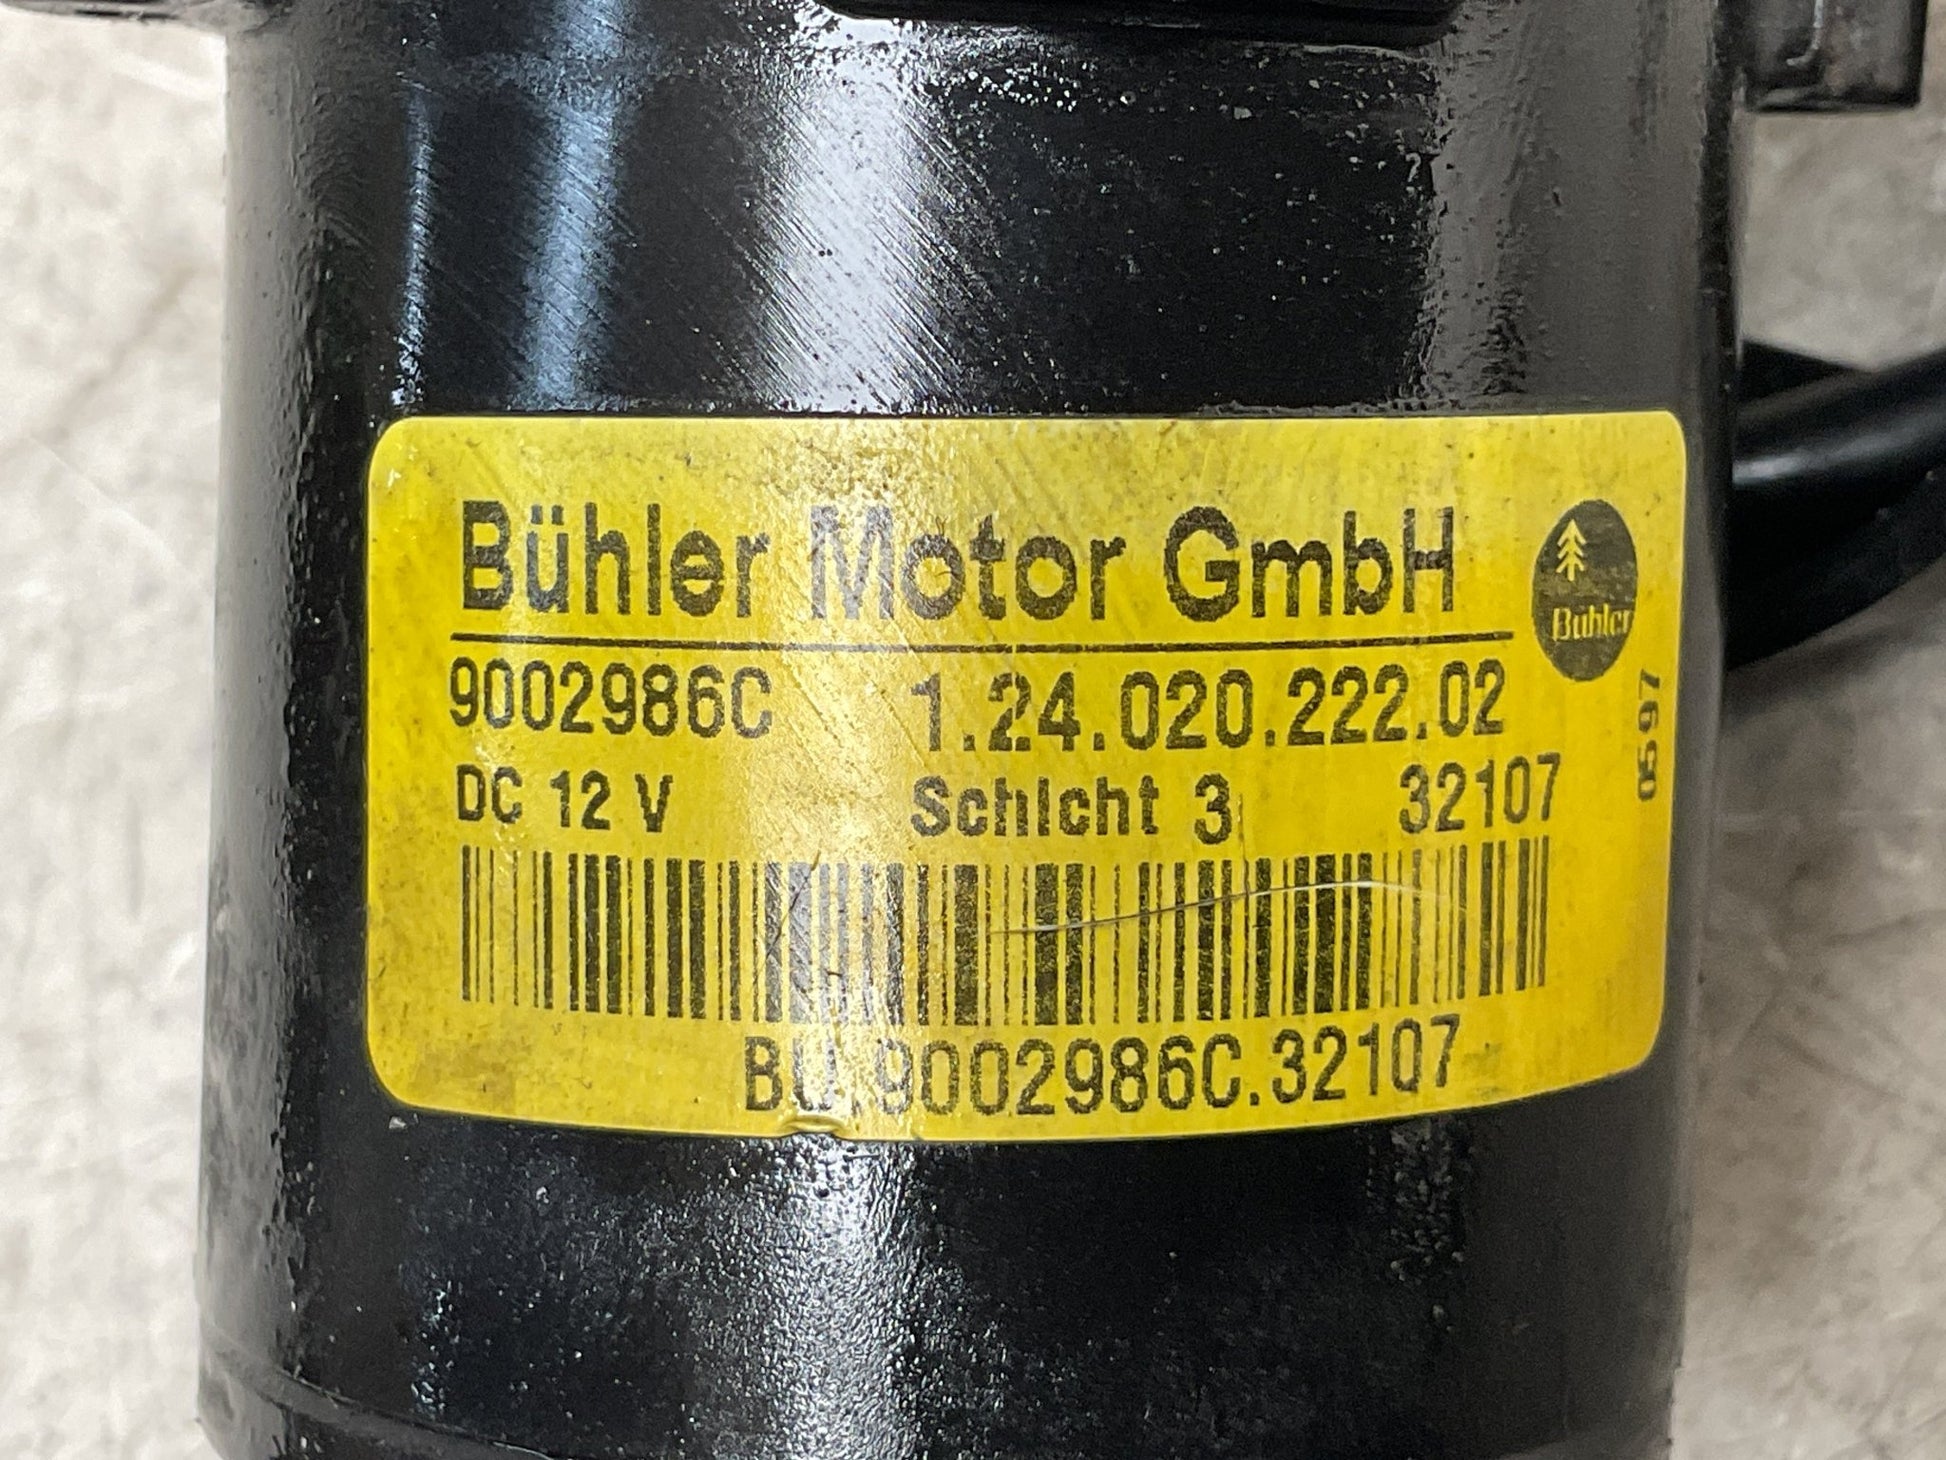 Bühler Motor GmbH
Bühler
9002986C 1.24.020.222.02
0597
DC 12 V Schicht 3 32107
BU.9002986C.32107